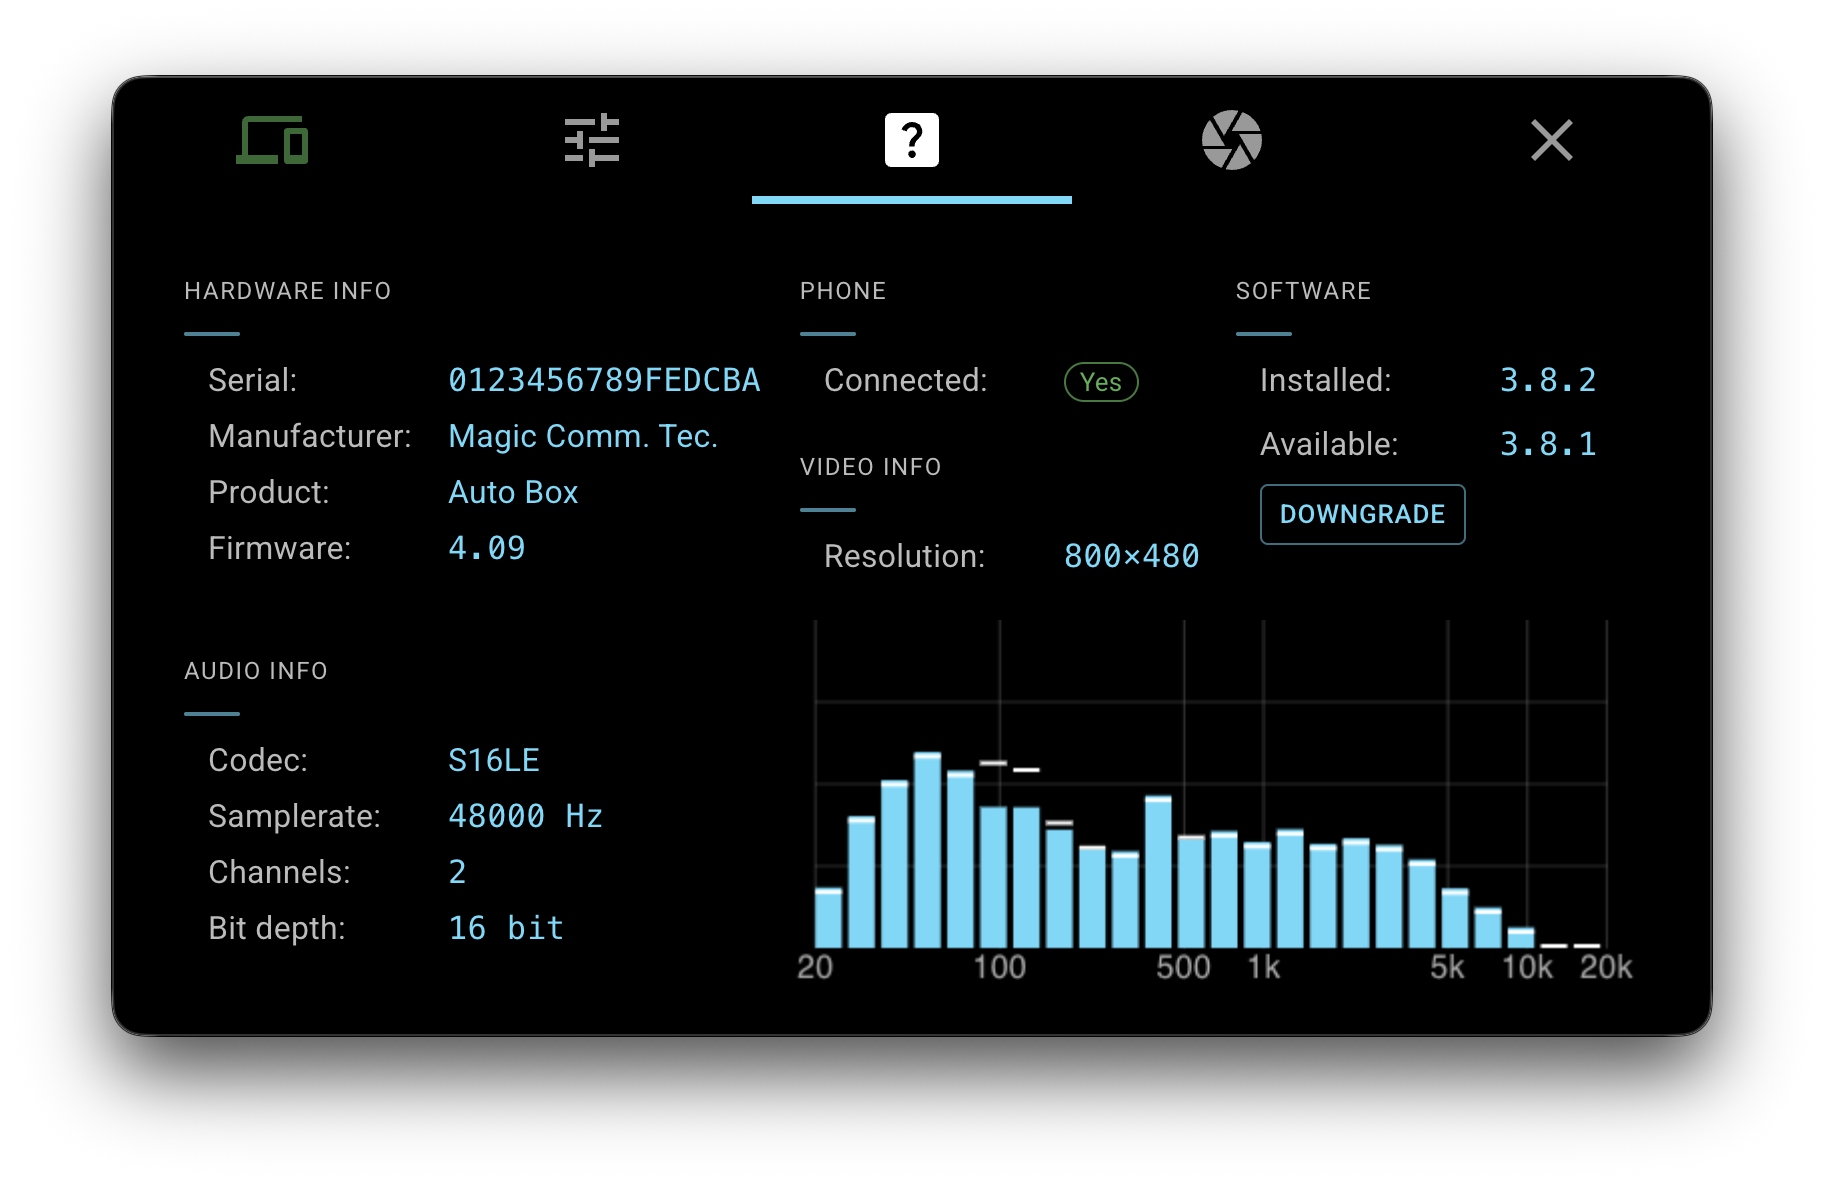 ?
HARDWARE INFO
Serial: 0123456789FEDCBA
Manufacturer: Magic Comm. Tec.
Product: Auto Box
Firmware: 4.09
AUDIO INFO
Codec: S16LE
Samplerate: 48000 Hz
Channels: 2
Bit depth: 16 bit
PHONE
Connected: Yes
VIDEO INFO
Resolution: 800×480
SOFTWARE
Installed: 3.8.2
Available: 3.8.1
DOWNGRADE
20 100 500 1k 5k 10k 20k